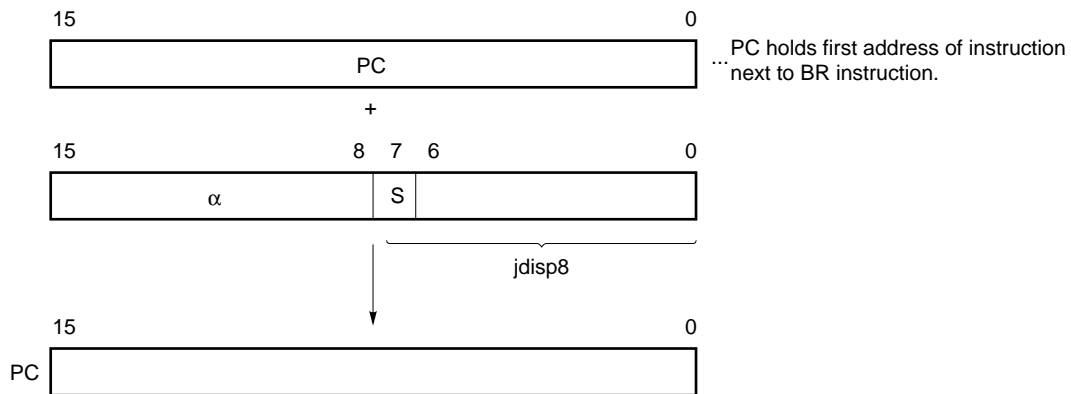 15 0
PC
... PC holds first address of instruction
next to BR instruction.
+
15 8 7 6 0
α S
jdisp8
15 0
PC